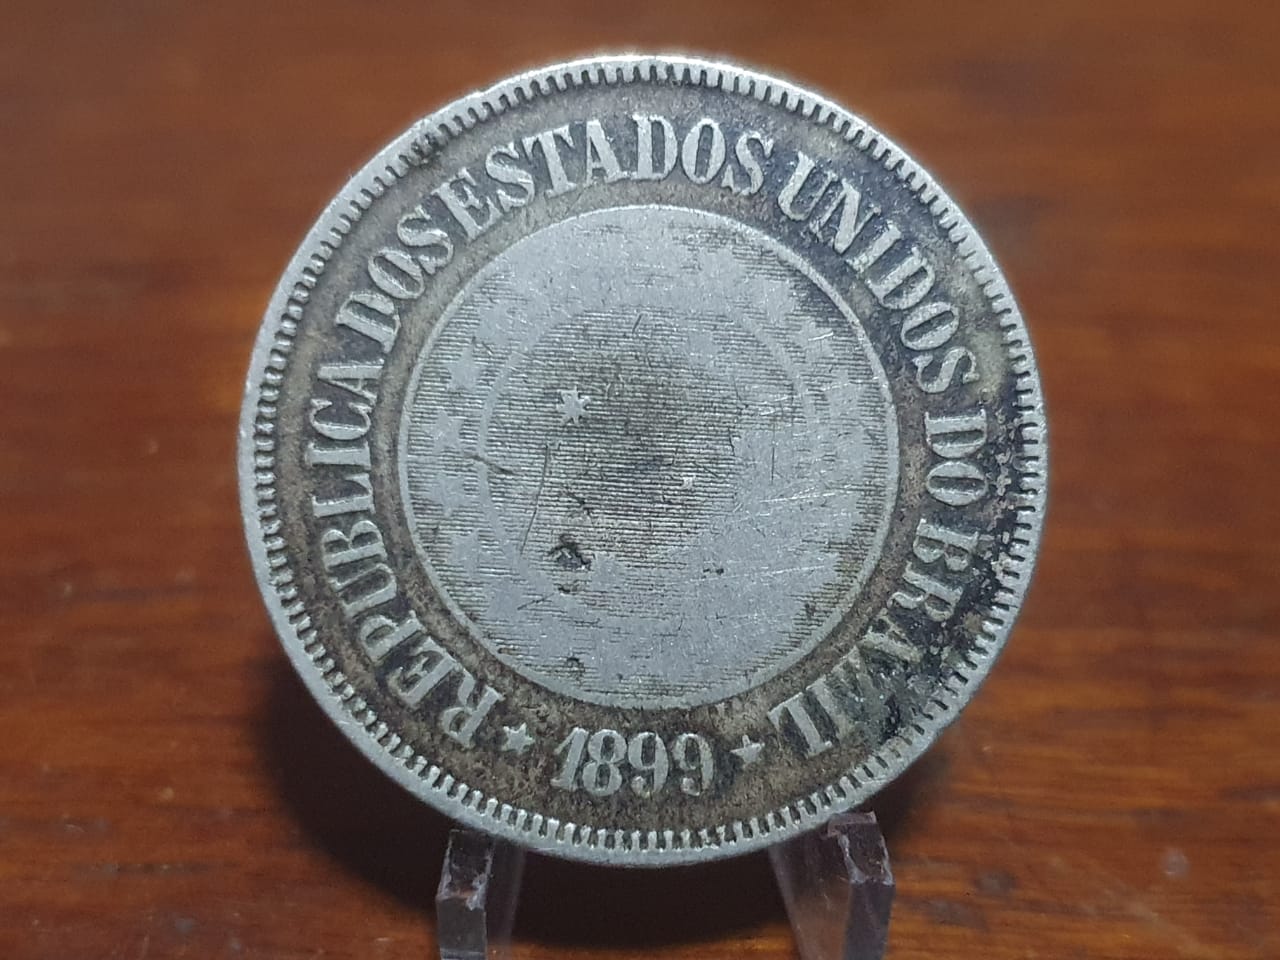 REPUBLICA DOS ESTADOS UNIDOS DO BRAZIL
1899